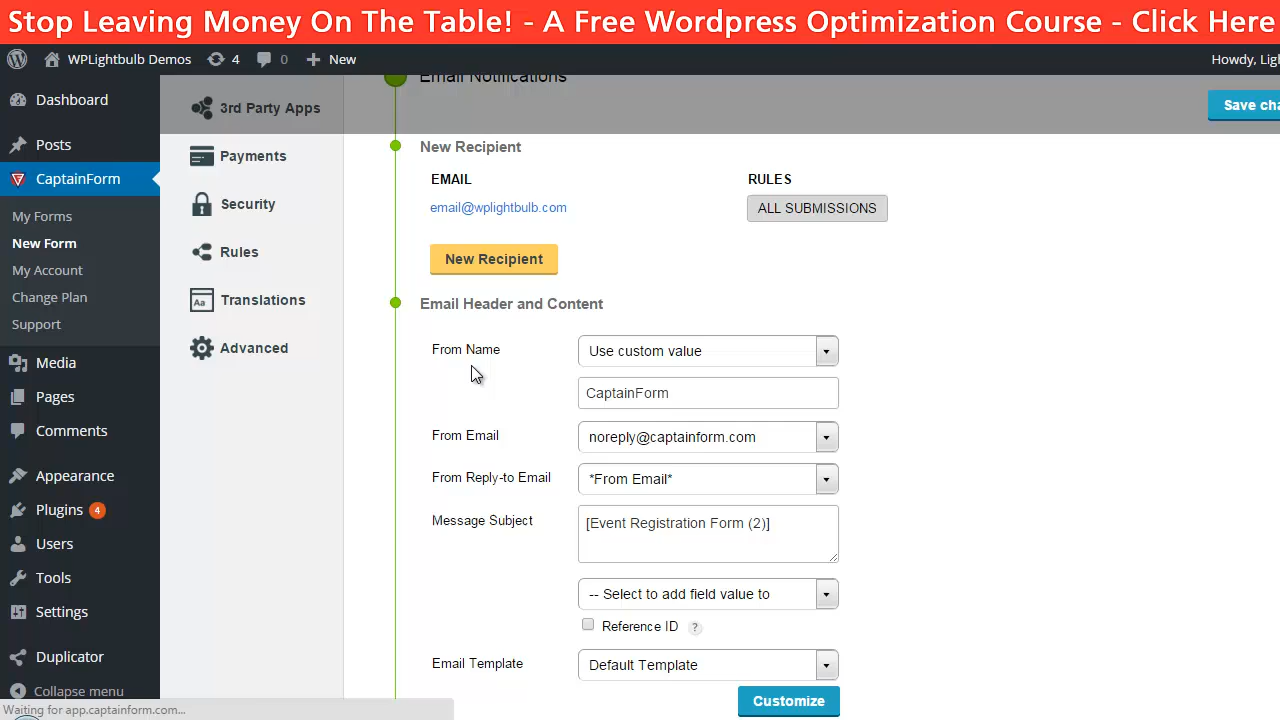 Stop Leaving Money On The Table! - A Free Wordpress Optimization Course - Click Here
WPLightbulb Demos 4 0 New Howdy, Ligh
Email Notifications
Dashboard
Posts
CaptainForm
My Forms
New Form
My Account
Change Plan
Support
Media
Pages
Comments
Appearance
Plugins 4
Users
Tools
Settings
Duplicator
Collapse menu
3rd Party Apps
Payments
Security
Rules
Translations
Advanced
Save cha
New Recipient
EMAIL RULES
email@wplightbulb.com ALL SUBMISSIONS
New Recipient
Email Header and Content
From Name Use custom value
CaptainForm
From Email noreply@captainform.com
From Reply-to Email *From Email*
Message Subject [Event Registration Form (2)]
-- Select to add field value to
Reference ID ?
Email Template Default Template
Customize
Waiting for app.captainform.com...